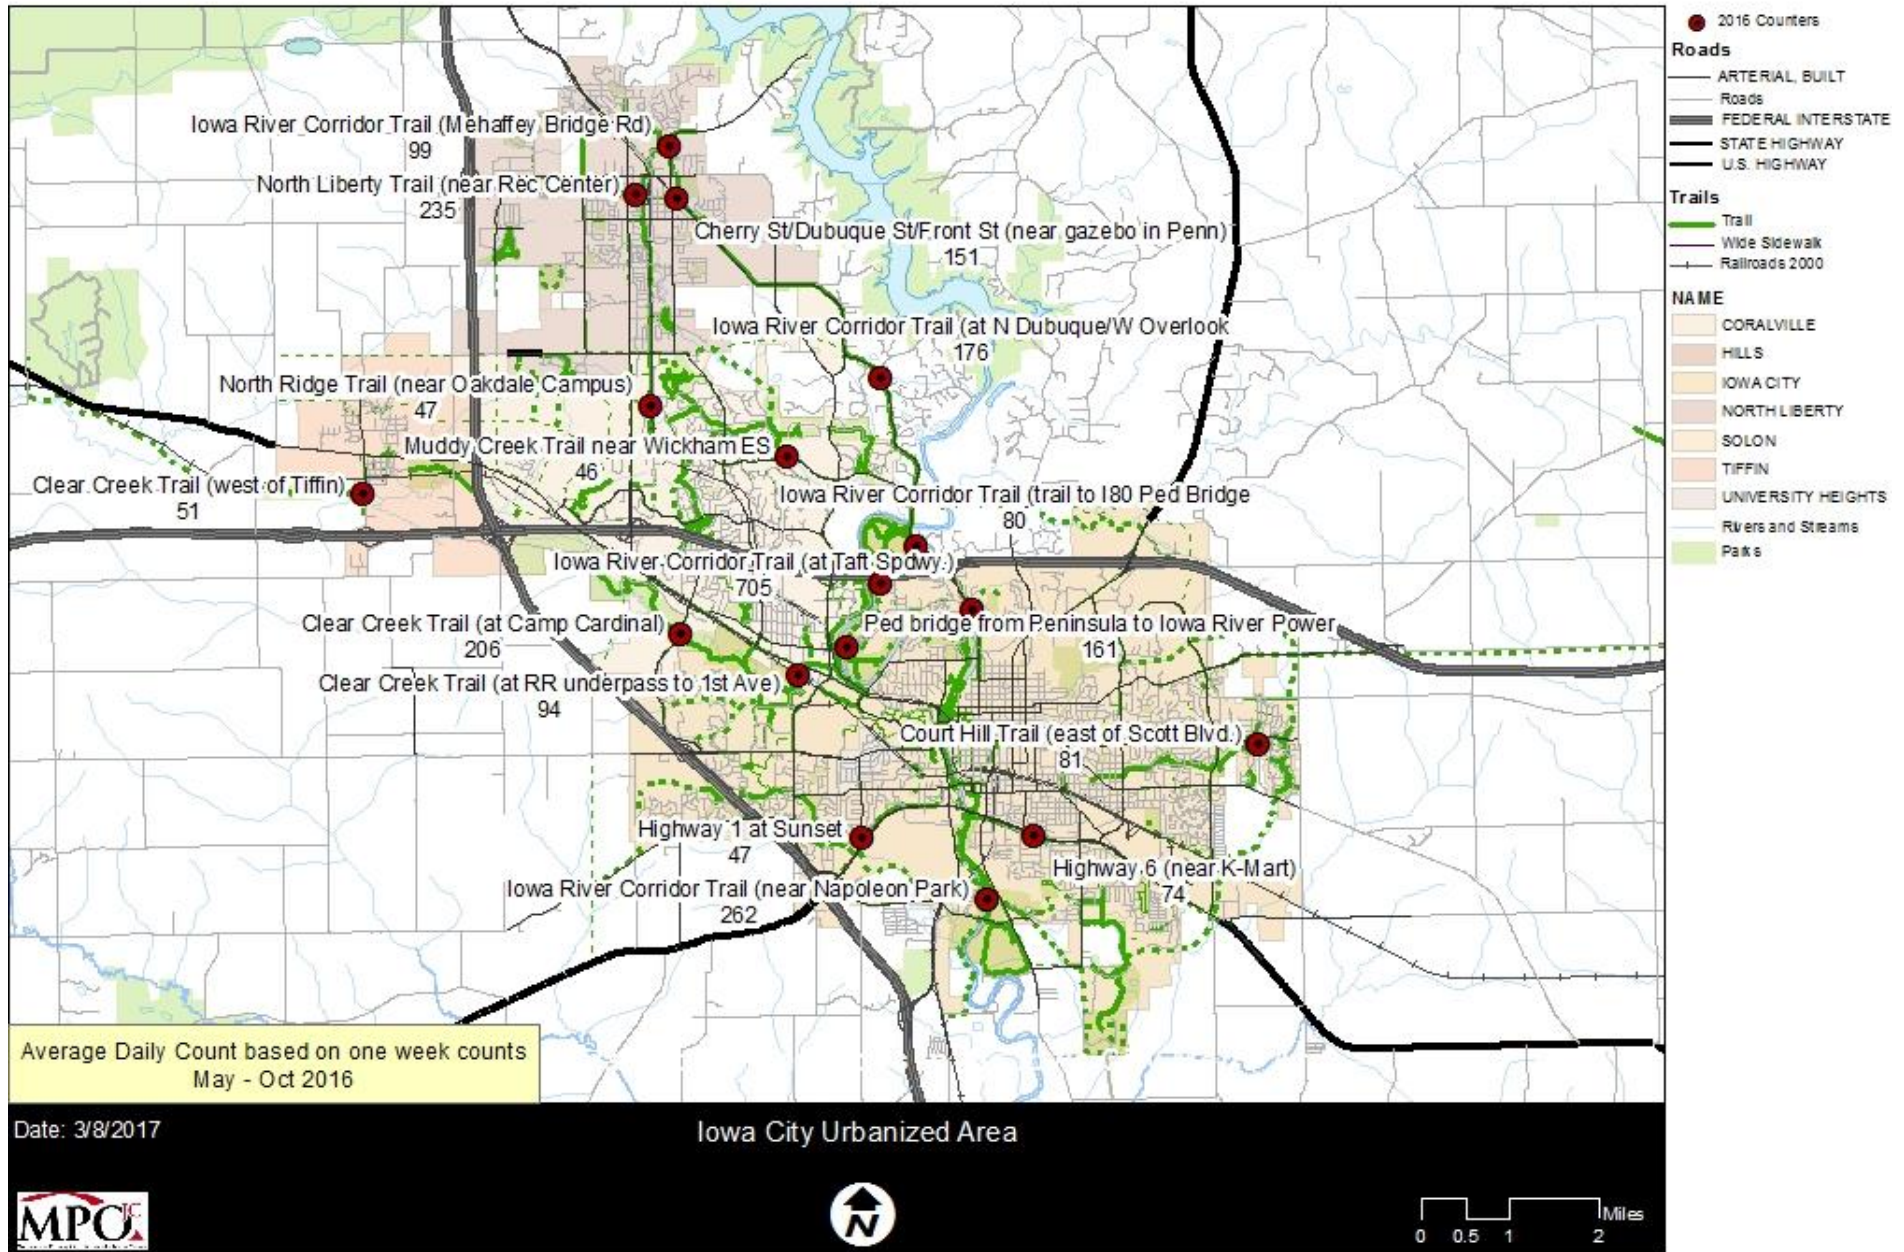 Iowa River Corridor Trail (Mehaffey Bridge Rd)
99
North Liberty Trail (near Rec Center)
235
Cherry St/Dubuque St/Front St (near gazebo in Penn)
151
Iowa River Corridor Trail (at N Dubuque/W Overlook
176
North Ridge Trail (near Oakdale Campus)
47
Muddy Creek Trail near Wickham ES
46
Clear Creek Trail (west of Tiffin)
51
Iowa River Corridor Trail (trail to I80 Ped Bridge
80
Iowa River Corridor Trail (at Taft Spdwy.)
705
Clear Creek Trail (at Camp Cardinal)
206
Ped bridge from Peninsula to Iowa River Power
161
Clear Creek Trail (at RR underpass to 1st Ave)
94
Court Hill Trail (east of Scott Blvd.)
81
Highway 1 at Sunset
47
Highway 6 (near K-Mart)
74
Iowa River Corridor Trail (near Napoleon Park)
262
Average Daily Count based on one week counts
May - Oct 2016
Date: 3/8/2017
Iowa City Urbanized Area
MPOJC
N
Miles
0 0.5 1 2
2016 Counters
Roads
ARTERIAL, BUILT
Roads
FEDERAL INTERSTATE
STATE HIGHWAY
U.S. HIGHWAY
Trails
Trail
Wide Sidewalk
Railroads 2000
NAME
CORALVILLE
HILLS
IOWA CITY
NORTH LIBERTY
SOLON
TIFFIN
UNIVERSITY HEIGHTS
Rivers and Streams
Parks